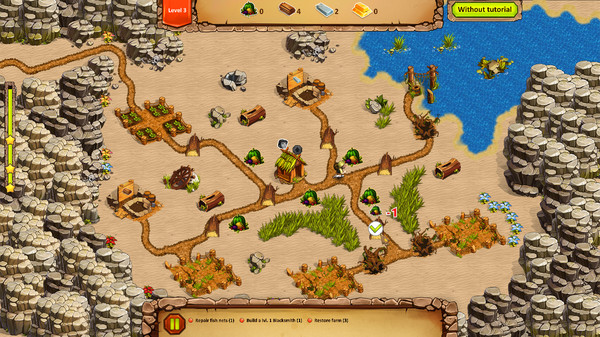 Level 3
0
4
2
0
Without tutorial
-1
Repair fish nets (1)
Build a lvl. 1 Blacksmith (1)
Restore farm (3)